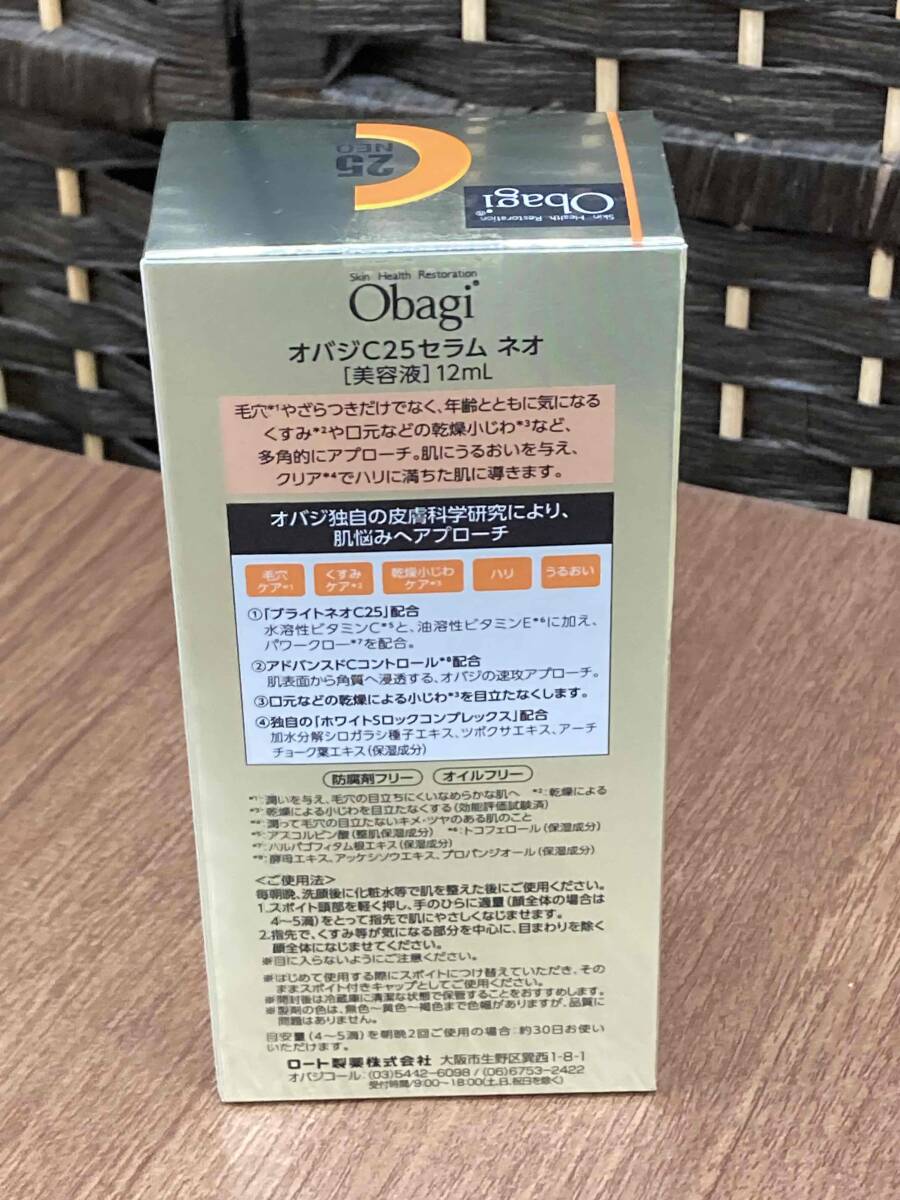 25
NEO
Obagi®
Skin Health Restoration
Skin Health Restoration
Obagi®
オバジC25セラム ネオ
[美容液] 12mL
毛穴*1やざらつきだけでなく、年齢とともに気になる
くすみ*2や口元などの乾燥小じわ*3など、
多角的にアプローチ。肌にうるおいを与え、
クリア*4でハリに満ちた肌に導きます。
オバジ独自の皮膚科学研究により、
肌悩みへアプローチ
毛穴
ケア*1
くすみ
ケア*2
乾燥小じわ
ケア*3
ハリ
うるおい
①「ブライトネオC25」配合
水溶性ビタミンC*5と、油溶性ビタミンE*6に加え、
パワークロー*7を配合。
②アドバンスドCコントロール*8配合
肌表面から角質へ浸透する、オバジの速攻アプローチ。
③口元などの乾燥による小じわ*3を目立たなくします。
④独自の「ホワイトSロックコンプレックス」配合
加水分解シロガラシ種子エキス、ツボクサエキス、アーチ
チョーク葉エキス(保湿成分)
防腐剤フリー オイルフリー
*1:潤いを与え、毛穴の目立ちにくいなめらかな肌へ *2:乾燥による
*3:乾燥による小じわを目立たなくする(効能評価試験済)
*4:潤って毛穴の目立たないキメ・ツヤのある肌のこと
*5:アスコルビン酸(整肌保湿成分) *6:トコフェロール(保湿成分)
*7:ハルパゴフィタム根エキス(保湿成分)
*8:酵母エキス、アッケシソウエキス、プロパンジオール(保湿成分)
<ご使用法>
毎朝晩、洗顔後に化粧水等で肌を整えた後にご使用ください。
1.スポイト頭部を軽く押し、手のひらに適量(顔全体の場合は
4〜5滴)をとって指先で肌にやさしくなじませます。
2.指先で、くすみ等が気になる部分を中心に、目まわりを除く
顔全体になじませてください。
※目に入らないようにご注意ください。
※はじめて使用する際にスポイトにつけ替えていただき、その
ままスポイト付きキャップとしてご使用ください。
※開封後は冷蔵庫に清潔な状態で保管することをおすすめします。
※製剤の色は、無色〜黄色〜褐色まで色幅がありますが、品質に
問題はありません。
目安量(4〜5滴)を朝晩2回ご使用の場合:約30日お使い
いただけます。
ロート製薬株式会社 大阪市生野区巽西1-8-1
オバジコール:(03)5442-6098/(06)6753-2422
受付時間/9:00〜18:00(土、日、祝日を除く)